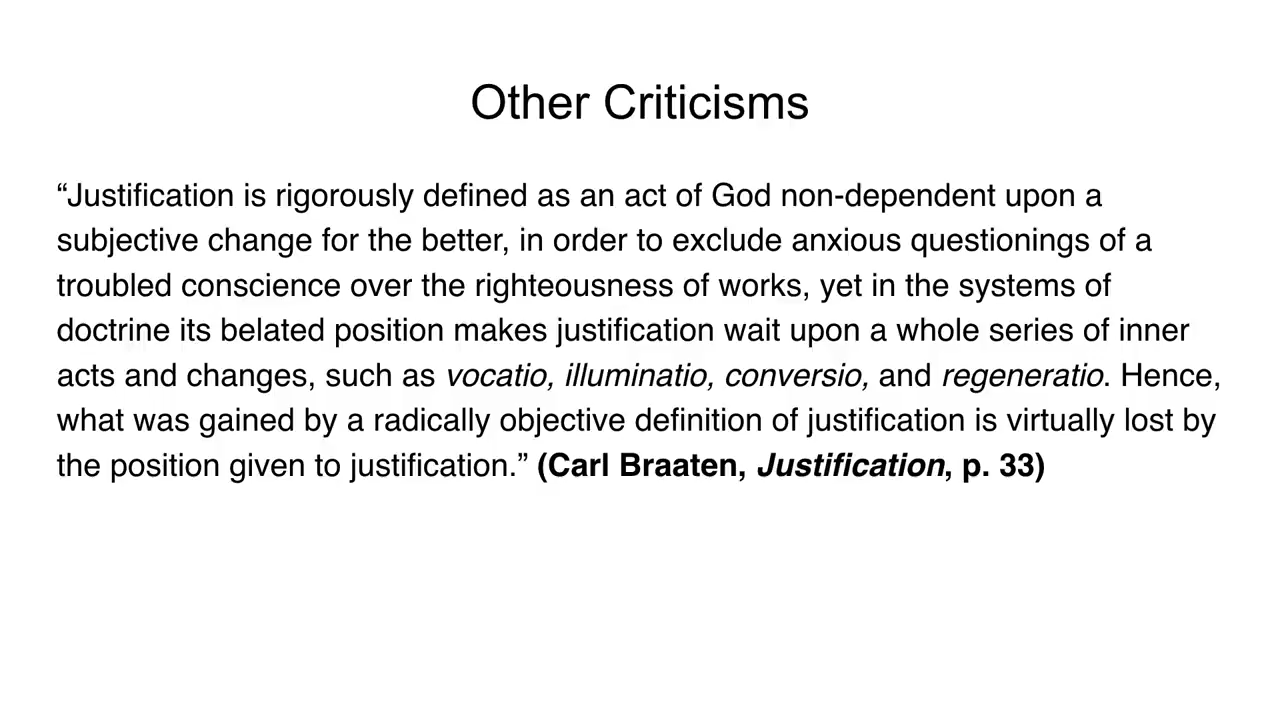 Other Criticisms
“Justification is rigorously defined as an act of God non-dependent upon a
subjective change for the better, in order to exclude anxious questionings of a
troubled conscience over the righteousness of works, yet in the systems of
doctrine its belated position makes justification wait upon a whole series of inner
acts and changes, such as vocatio, illuminatio, conversio, and regeneratio. Hence,
what was gained by a radically objective definition of justification is virtually lost by
the position given to justification.” (Carl Braaten, Justification, p. 33)